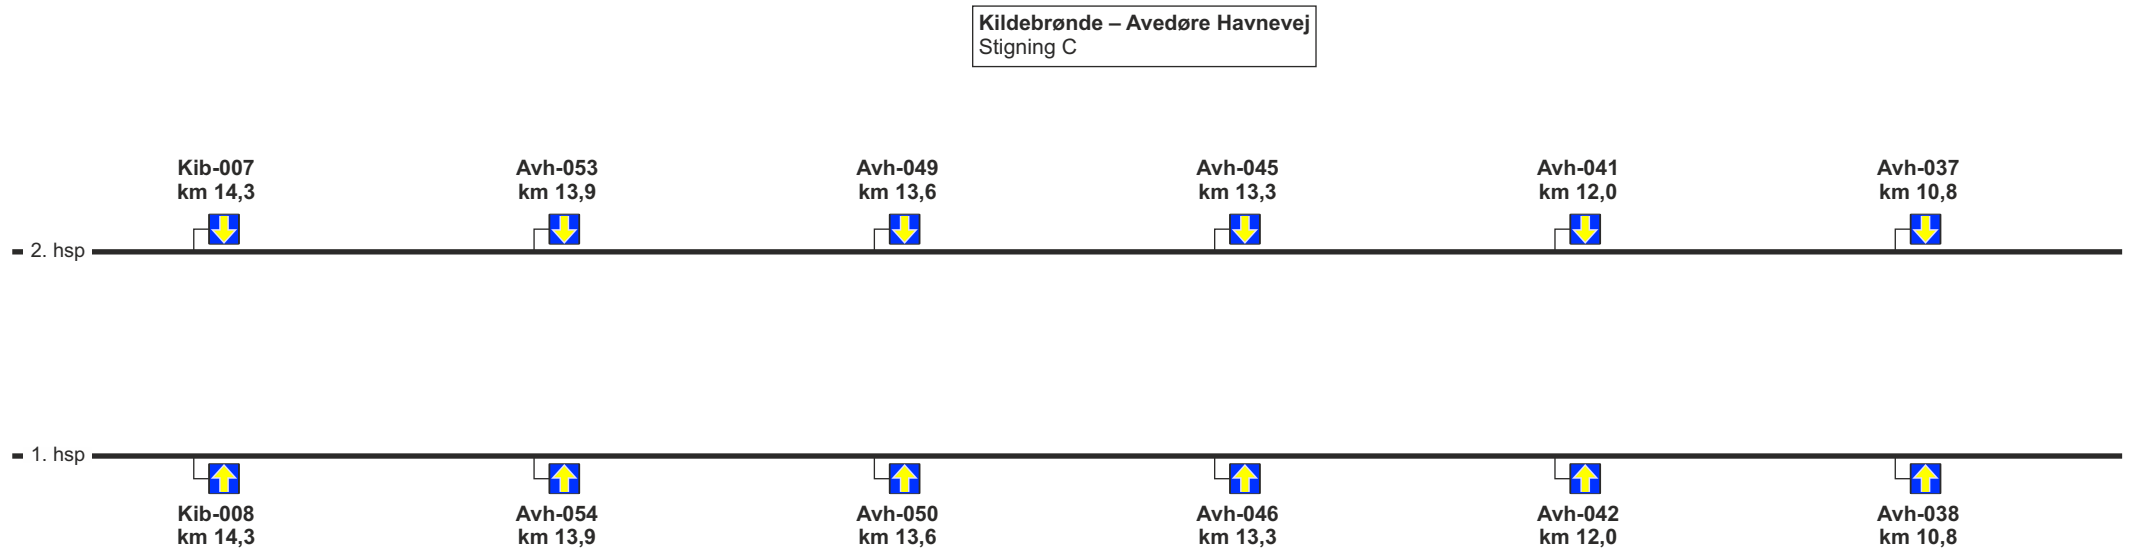 Kildebrønde – Avedøre Havnevej
Stigning C
Kib-007
km 14,3
Avh-053
km 13,9
Avh-049
km 13,6
Avh-045
km 13,3
Avh-041
km 12,0
Avh-037
km 10,8
2. hsp
1. hsp
Kib-008
km 14,3
Avh-054
km 13,9
Avh-050
km 13,6
Avh-046
km 13,3
Avh-042
km 12,0
Avh-038
km 10,8